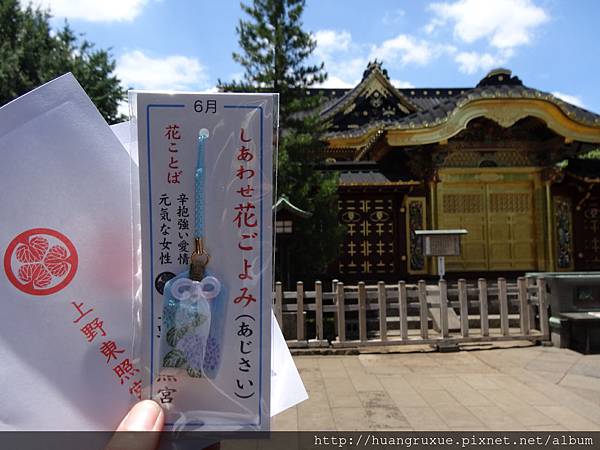 6月
しあわせ花ごよみ(あじさい)
花ことば
辛抱強い愛情
元気な女性
照宮
上野東照宮
http://huangruxue.pixnet.net/album